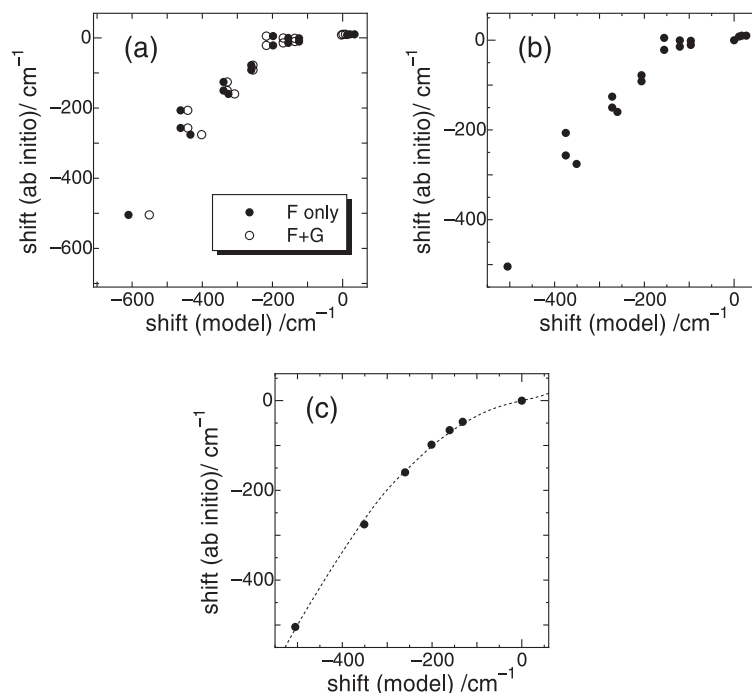 (a)
0
−200
−400
−600
shift (ab initio)/ cm⁻¹
F only
F+G
−600
−400
−200
0
shift (model) /cm⁻¹
(b)
0
−200
−400
shift (ab initio)/ cm⁻¹
−400
−200
0
shift (model) /cm⁻¹
(c)
0
−200
−400
shift (ab initio)/ cm⁻¹
−400
−200
0
shift (model) /cm⁻¹